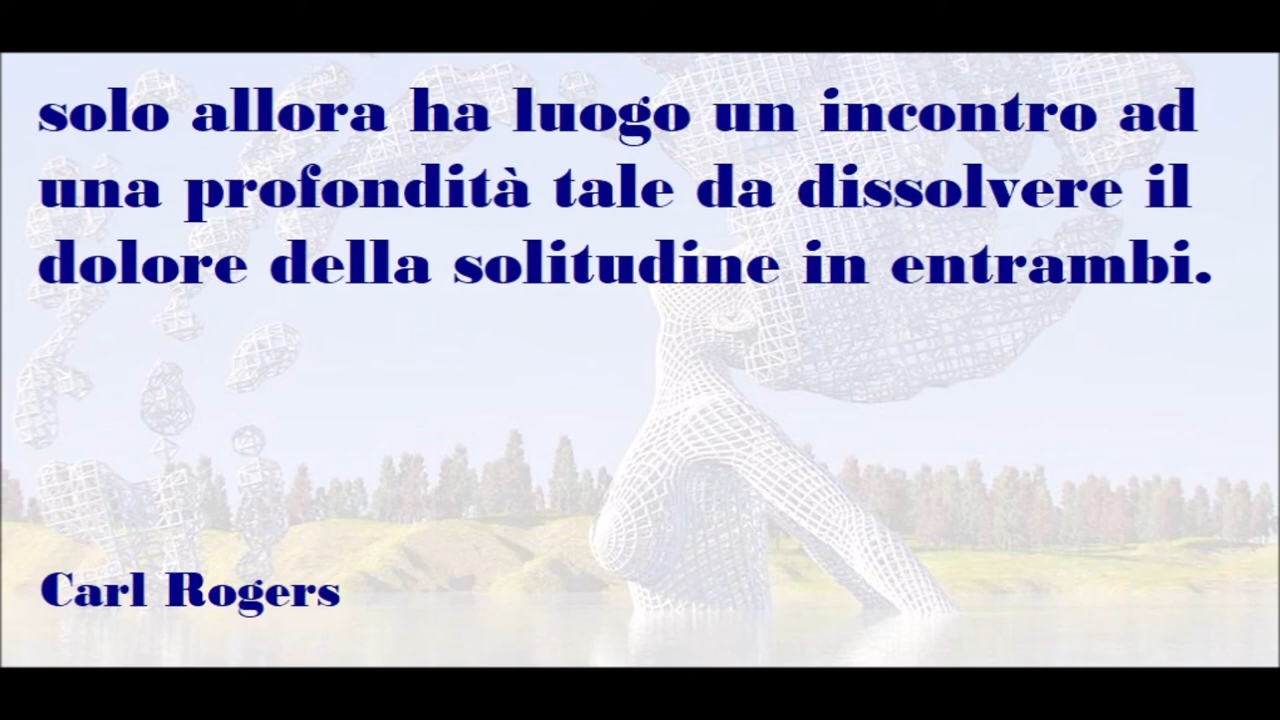 solo allora ha luogo un incontro ad
una profondità tale da dissolvere il
dolore della solitudine in entrambi.
Carl Rogers